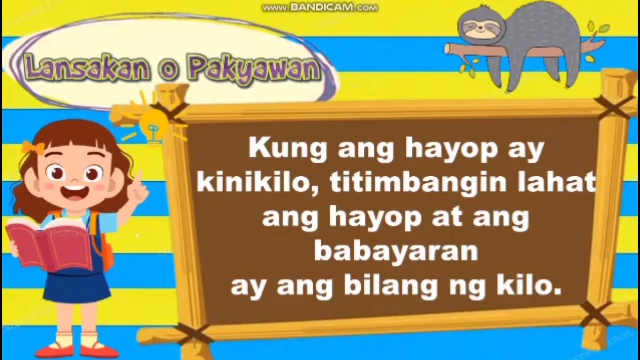 www.BANDICAM.com
Lansakan o Pakyawan
Kung ang hayop ay
kinikilo, titimbangin lahat
ang hayop at ang
babayaran
ay ang bilang ng kilo.